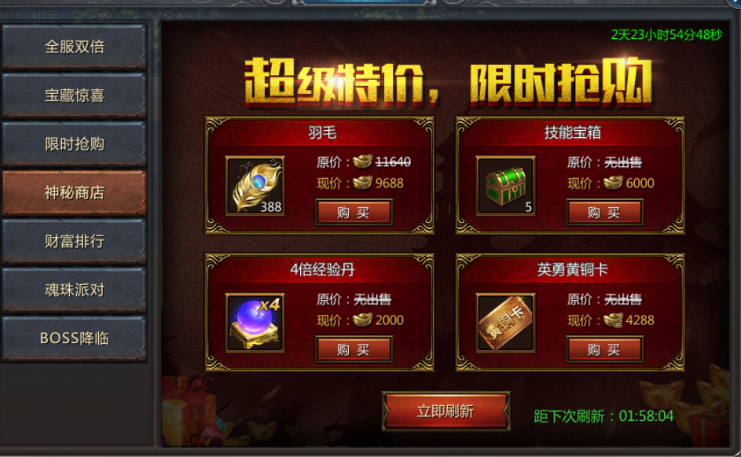 2天23小时54分48秒
全服双倍
宝藏惊喜
限时抢购
神秘商店
财富排行
魂珠派对
BOSS降临
超级特价，限时抢购
羽毛
原价：11640
现价：9688
388
购买
技能宝箱
原价：无出售
现价：6000
5
购买
4倍经验丹
原价：无出售
x4
现价：2000
购买
英勇黄铜卡
原价：无出售
黄铜卡
现价：4288
购买
立即刷新
距下次刷新：01:58:04